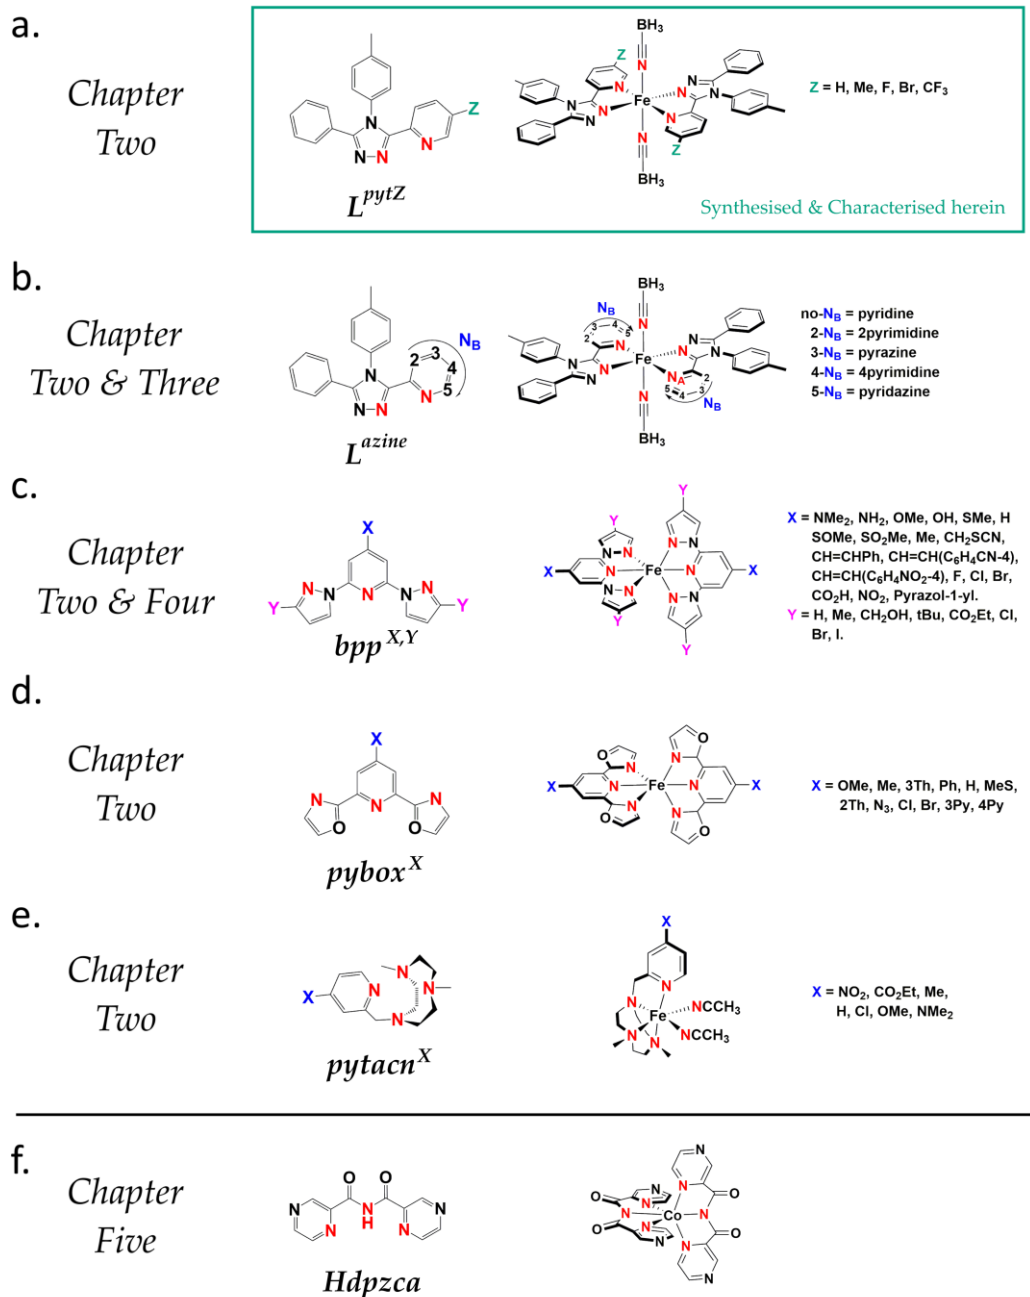 a.
Chapter
Two
L^pytZ
Z = H, Me, F, Br, CF₃
Synthesised & Characterised herein
b.
Chapter
Two & Three
L^azine
no-N_B = pyridine
2-N_B = 2pyrimidine
3-N_B = pyrazine
4-N_B = 4pyrimidine
5-N_B = pyridazine
c.
Chapter
Two & Four
bpp^X,Y
X = NMe₂, NH₂, OMe, OH, SMe, H
SOMe, SO₂Me, Me, CH₂SCN,
CH=CHPh, CH=CH(C₆H₄CN-4),
CH=CH(C₆H₄NO₂-4), F, Cl, Br,
CO₂H, NO₂, Pyrazol-1-yl.
Y = H, Me, CH₂OH, tBu, CO₂Et, Cl,
Br, I.
d.
Chapter
Two
pybox^X
X = OMe, Me, 3Th, Ph, H, MeS,
2Th, N₃, Cl, Br, 3Py, 4Py
e.
Chapter
Two
pytacn^X
NCCH₃
NCCH₃
X = NO₂, CO₂Et, Me,
H, Cl, OMe, NMe₂
f.
Chapter
Five
Hdpzca